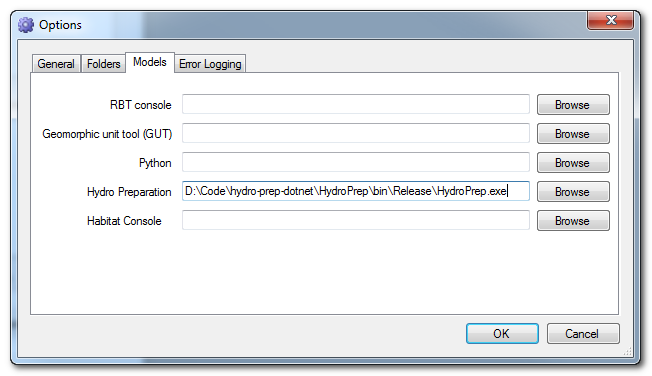 Options
General Folders Models Error Logging
RBT console Browse
Geomorphic unit tool (GUT) Browse
Python Browse
Hydro Preparation D:\Code\hydro-prep-dotnet\HydroPrep\bin\Release\HydroPrep.exe Browse
Habitat Console Browse
OK Cancel